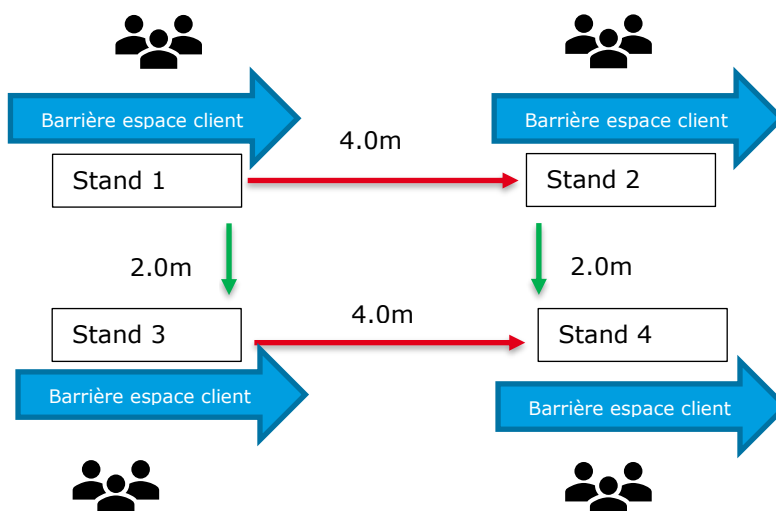 Barrière espace client
Barrière espace client
4.0m
Stand 1
Stand 2
2.0m
2.0m
4.0m
Stand 3
Stand 4
Barrière espace client
Barrière espace client